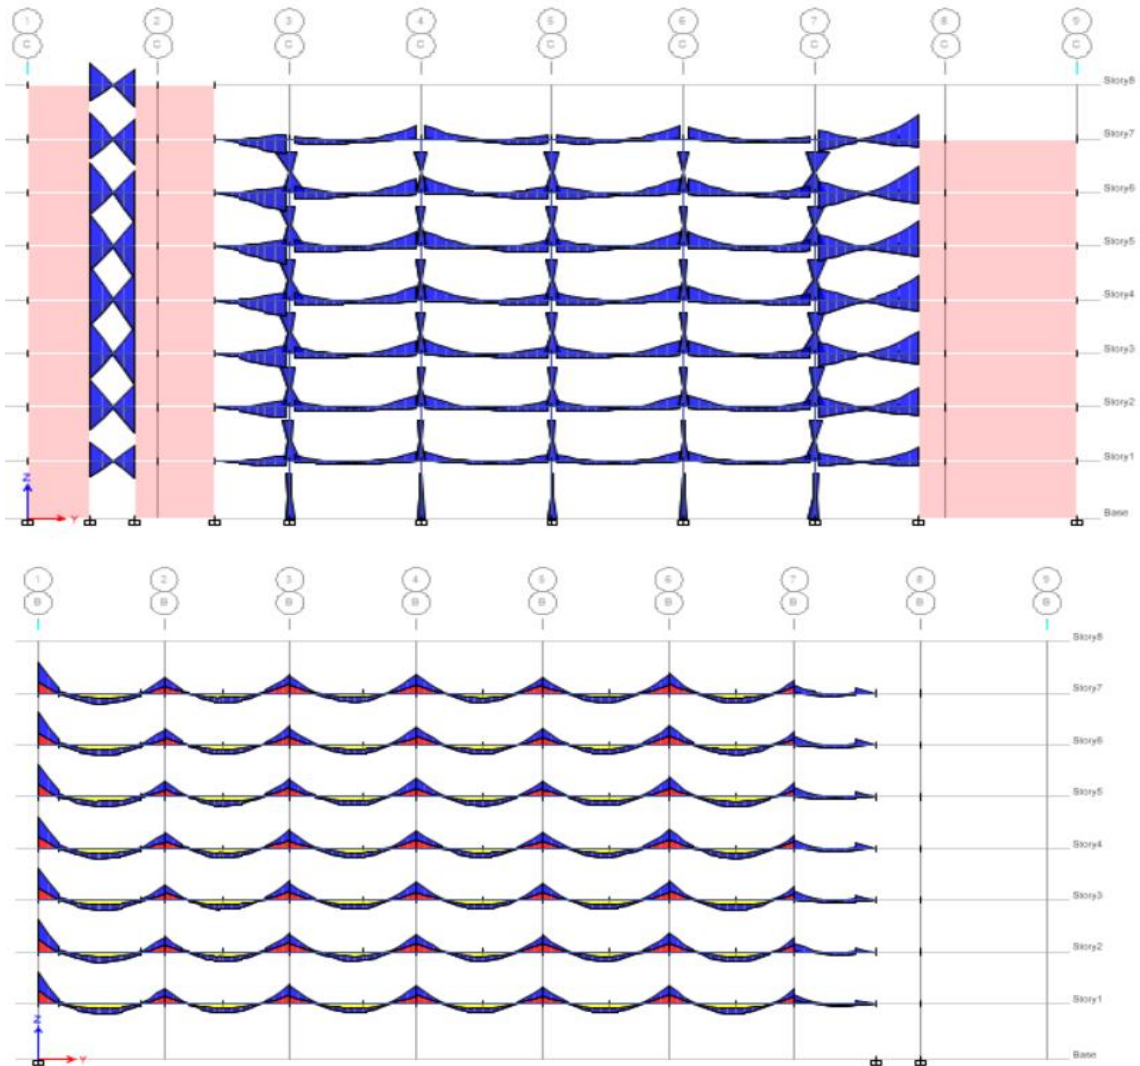 1 2 3 4 5 6 7 8 9
C C C C C C C C C
Story8
Story7
Story6
Story5
Story4
Story3
Story2
Story1
Z
Y
Base
1 2 3 4 5 6 7 8 9
B B B B B B B B B
Story8
Story7
Story6
Story5
Story4
Story3
Story2
Story1
Z
Y
Base